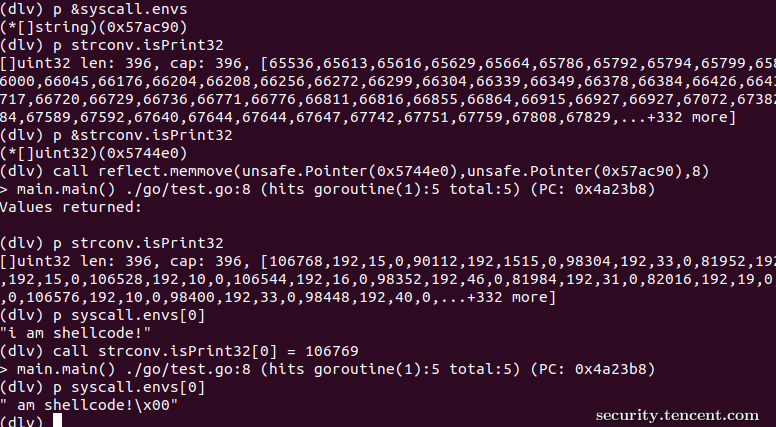 (dlv) p &syscall.envs
(*[]string)(0x57ac90)
(dlv) p strconv.isPrint32
[]uint32 len: 396, cap: 396, [65536,65613,65616,65629,65664,65786,65792,65794,65799,658
6000,66045,66176,66204,66208,66256,66272,66299,66304,66339,66349,66378,66384,66426,6643
717,66720,66729,66736,66771,66776,66811,66816,66855,66864,66915,66927,66927,67072,67382
84,67589,67592,67640,67644,67644,67647,67742,67751,67759,67808,67829,...+332 more]
(dlv) p &strconv.isPrint32
(*[]uint32)(0x5744e0)
(dlv) call reflect.memmove(unsafe.Pointer(0x5744e0),unsafe.Pointer(0x57ac90),8)
> main.main() ./go/test.go:8 (hits goroutine(1):5 total:5) (PC: 0x4a23b8)
Values returned:
(dlv) p strconv.isPrint32
[]uint32 len: 396, cap: 396, [106768,192,15,0,90112,192,1515,0,98304,192,33,0,81952,192
,192,15,0,106528,192,10,0,106544,192,16,0,98352,192,46,0,81984,192,31,0,82016,192,19,0
,0,106576,192,10,0,98400,192,33,0,98448,192,40,0,...+332 more]
(dlv) p syscall.envs[0]
"i am shellcode!"
(dlv) call strconv.isPrint32[0] = 106769
> main.main() ./go/test.go:8 (hits goroutine(1):5 total:5) (PC: 0x4a23b8)
(dlv) p syscall.envs[0]
" am shellcode!\x00"
(dlv)
security.tencent.com